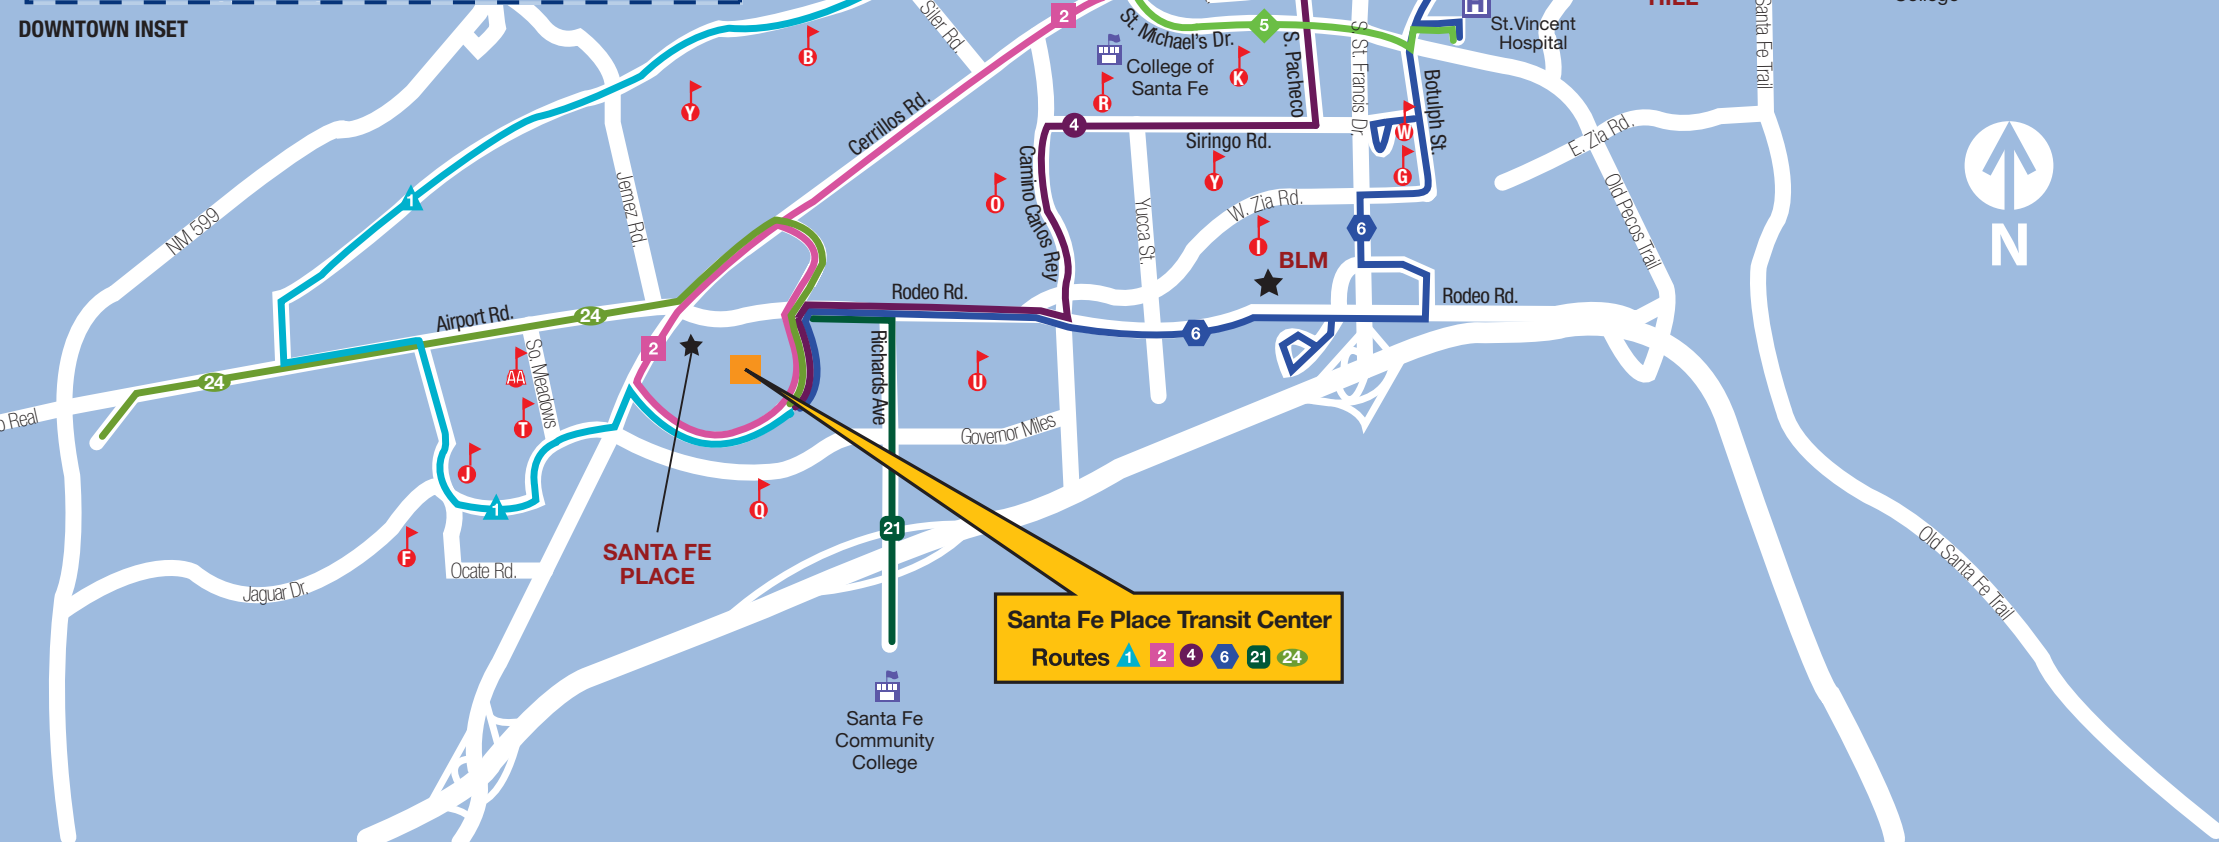 HILL
College
DOWNTOWN INSET
Siler Rd.
2
St. Michael's Dr.
5
S. Pacheco
S. St. Francis Dr.
H
St.Vincent
Hospital
Santa Fe Trail
B
College of
Santa Fe
K
R
Botulph St.
Y
Cerrillos Rd.
4
Siringo Rd.
W
E. Zia Rd.
1
Jemez Rd.
O
Camino Carlos Rey
Y
G
Old Pecos Trail
NM 599
Yucca St.
W. Zia Rd.
6
I
BLM
N
Rodeo Rd.
Rodeo Rd.
Airport Rd.
24
2
6
Richards Ave
So. Meadows
AA
24
U
T
Real
Governor Miles
J
Q
1
21
F
SANTA FE
PLACE
Ocate Rd.
Jaguar Dr.
Old Santa Fe Trail
Santa Fe Place Transit Center
Routes 1 2 4 6 21 24
Santa Fe
Community
College